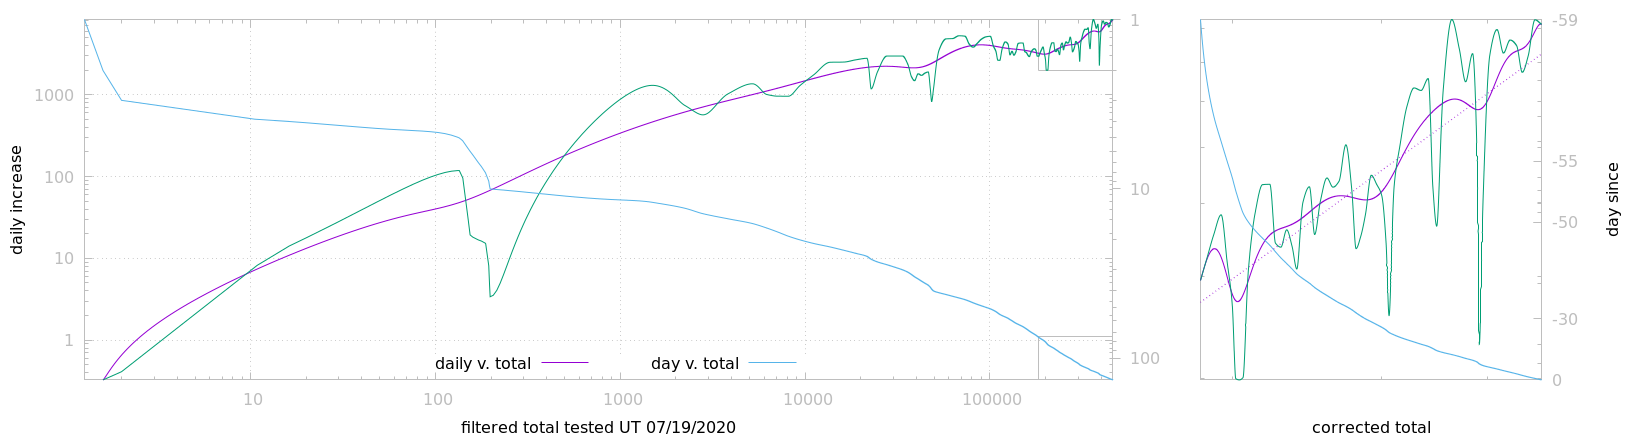 daily increase
1000
100
10
1
1
10
100
daily v. total
day v. total
10
100
1000
10000
100000
filtered total tested UT 07/19/2020
-59
-55
-50
-30
0
day since
corrected total